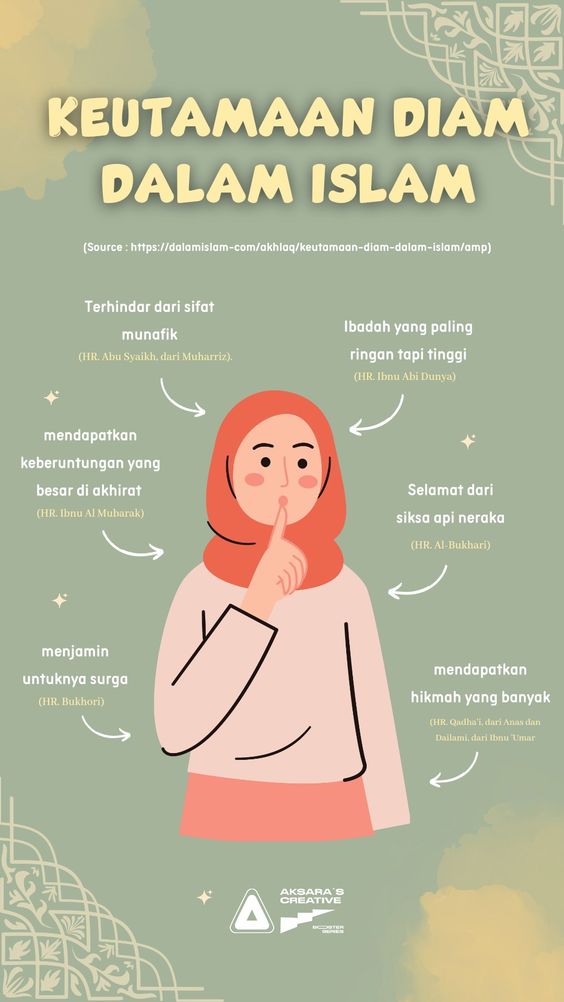 KEUTAMAAN DIAM
DALAM ISLAM
(Source : https://dalamislam-com/akhlaq/keutamaan-diam-dalam-islam/amp)
Terhindar dari sifat
munafik
(HR. Abu Syaikh, dari Muharriz).
Ibadah yang paling
ringan tapi tinggi
(HR. Ibnu Abi Dunya)
mendapatkan
keberuntungan yang
besar di akhirat
(HR. Ibnu Al Mubarak)
Selamat dari
siksa api neraka
(HR. Al-Bukhari)
menjamin
untuknya surga
(HR. Bukhori)
mendapatkan
hikmah yang banyak
(HR. Qadha'i, dari Anas dan
Dailami, dari Ibnu 'Umar
AKSARA'S
CREATIVE
BOOSTER
SERIES